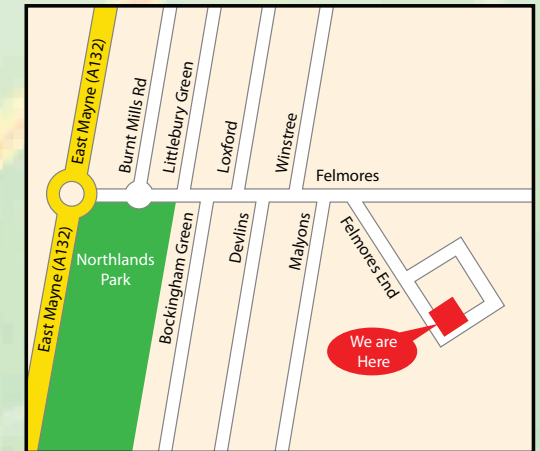 East Mayne (A132)
Burnt Mills Rd
Littlebury Green
Loxford
Winstree
Felmores
East Mayne (A132)
Northlands
Park
Bockingham Green
Devlins
Malyons
Felmores End
We are
Here